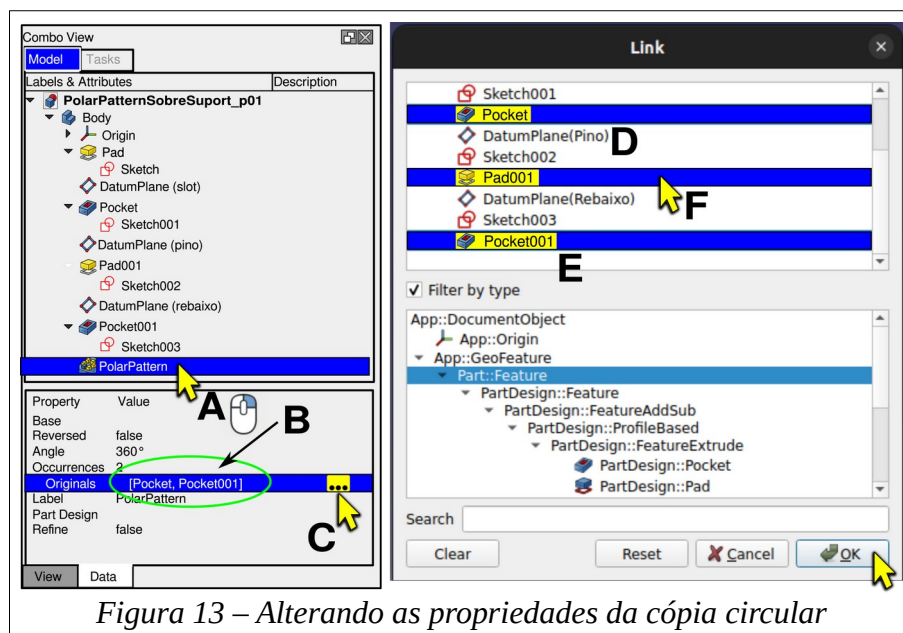 Combo View
Model Tasks
Labels & Attributes Description
PolarPatternSobreSuport_p01
Body
Origin
Pad
Sketch
DatumPlane (slot)
Pocket
Sketch001
DatumPlane (pino)
Pad001
Sketch002
DatumPlane (rebaixo)
Pocket001
Sketch003
PolarPattern
A
Property Value
B
Base
Reversed false
Angle 360°
Occurrences 2
Originals [Pocket, Pocket001] ...
Label PolarPattern
Part Design
Refine false
C
View Data
Link
Sketch001
Pocket
DatumPlane(Pino)
D
Sketch002
Pad001
F
DatumPlane(Rebaixo)
Sketch003
Pocket001
E
Filter by type
App::DocumentObject
App::Origin
App::GeoFeature
Part::Feature
PartDesign::Feature
PartDesign::FeatureAddSub
PartDesign::ProfileBased
PartDesign::FeatureExtrude
PartDesign::Pocket
PartDesign::Pad
Search
Clear Reset Cancel OK
Figura 13 – Alterando as propriedades da cópia circular